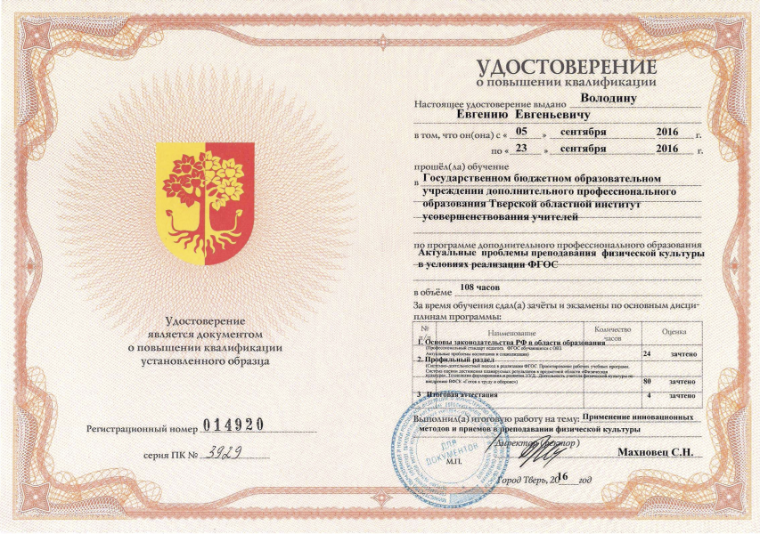 Удостоверение
является документом
о повышении квалификации
установленного образца
Регистрационный номер 014920
серия ПК № 3929
УДОСТОВЕРЕНИЕ
о повышении квалификации
Настоящее удостоверение выдано Володину
Евгению Евгеньевичу
в том, что он(она) с « 05 » сентября 2016 г.
по « 23 » сентября 2016 г.
прошёл(ла) обучение
в Государственном бюджетном образовательном
учреждении дополнительного профессионального
образования Тверской областной институт
усовершенствования учителей
по программе дополнительного профессионального образования
Актуальные проблемы преподавания физической культуры
в условиях реализации ФГОС
в объёме 108 часов
За время обучения сдал(а) зачёты и экзамены по основным дисци-
плинам программы:
№ Наименование Количество часов Оценка
1. Основы законодательства РФ в области образования
24 зачтено
2. Профильный раздел
80 зачтено
3 Итоговая аттестация 4 зачтено
Выполнил(а) итоговую работу на тему: Применение инновационных
методов и приемов в преподавании физической культуры
Директор (ректор)
Махновец С.Н.
ДЛЯ
ДОКУМЕНТОВ
М.П.
Город Тверь, 2016 год